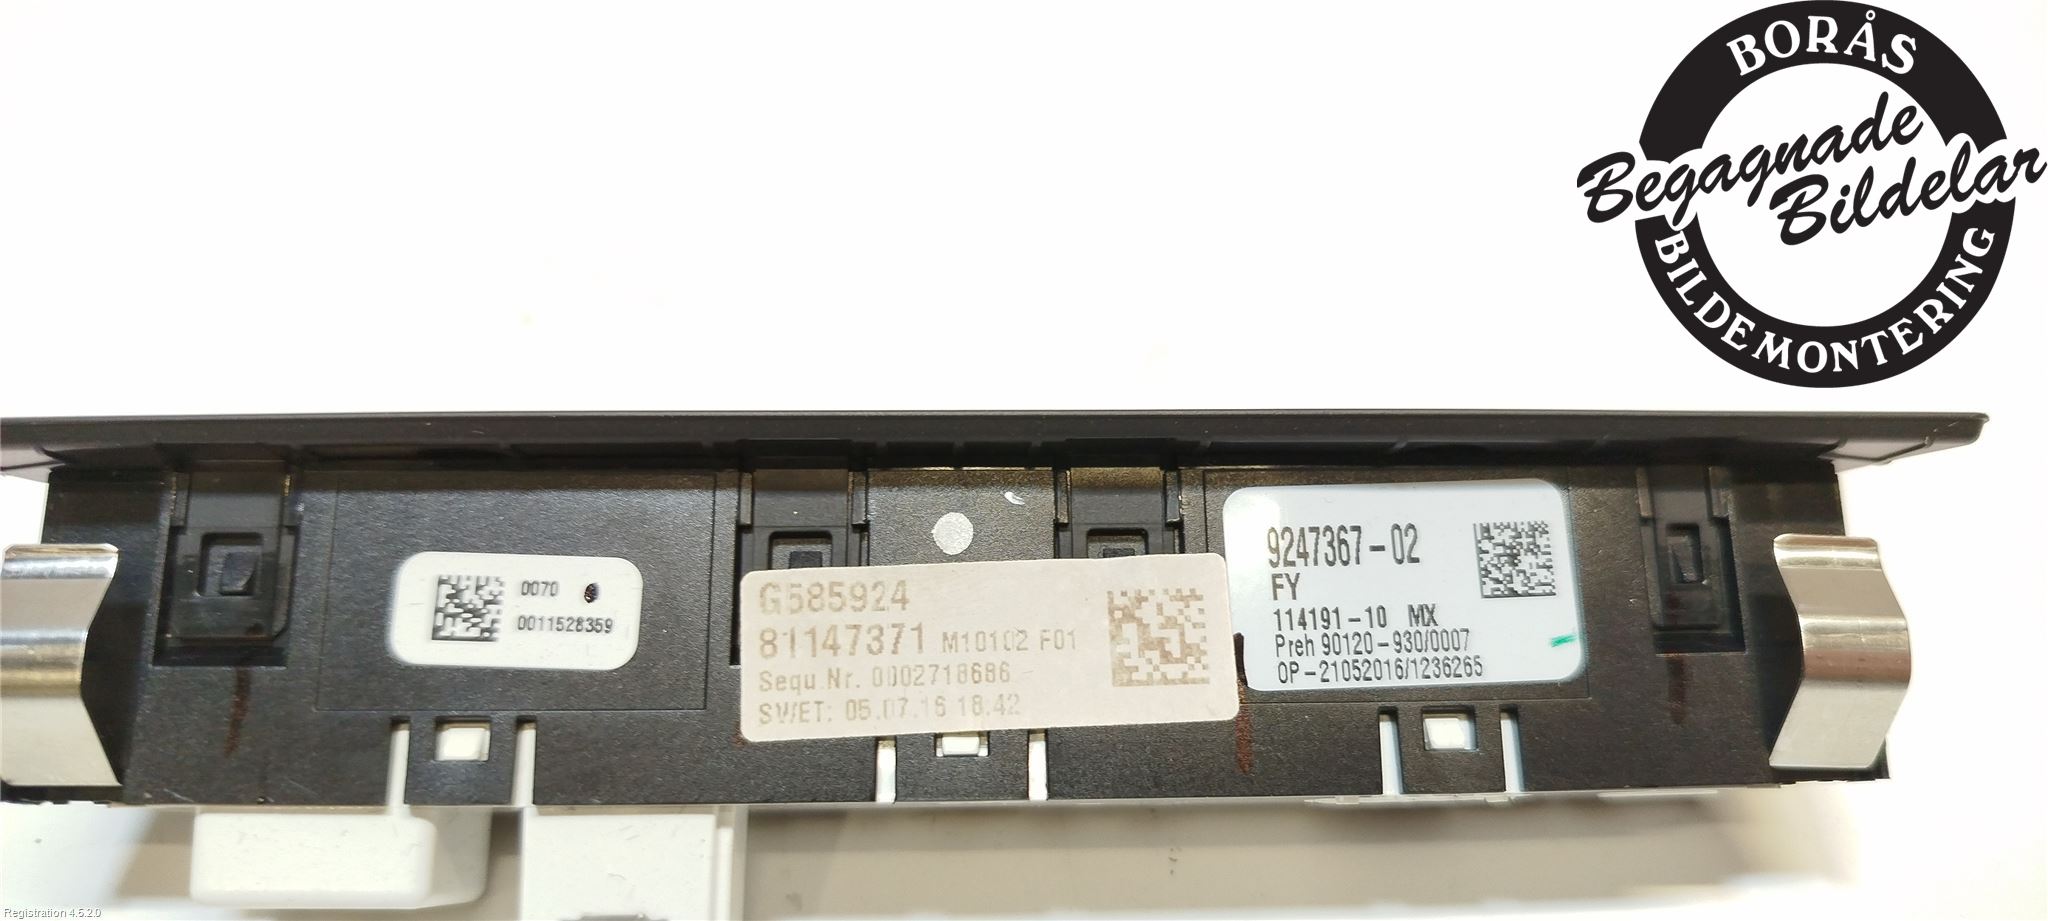 BORÅS
Begagnade
Bildelar
BILDEMONTERING
0070
0011528359
G585924
81147371 M10102 F01
Sequ.Nr. 0002718686
SW/ET: 05.07.16 18:42
9247367-02
FY
114191-10 MX
Preh 90120-930/0007
OP-21052016/1236265
Registration 4.5.2.0